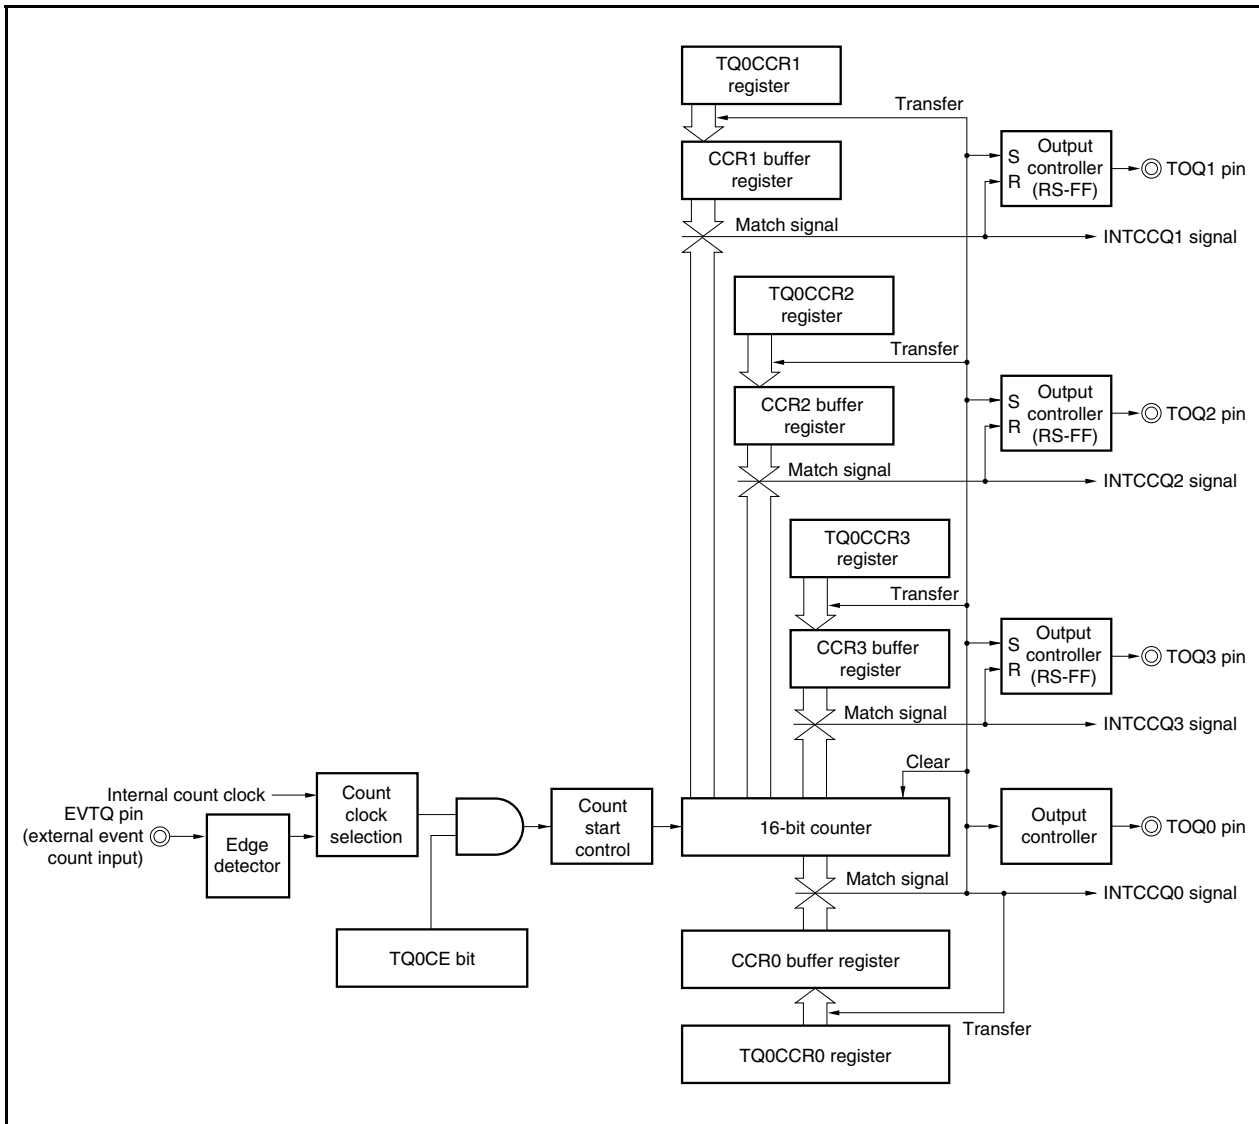 TQ0CCR1
register
Transfer
CCR1 buffer
register
S
R
Output
controller
(RS-FF)
TOQ1 pin
Match signal
INTCCQ1 signal
TQ0CCR2
register
Transfer
CCR2 buffer
register
S
R
Output
controller
(RS-FF)
TOQ2 pin
Match signal
INTCCQ2 signal
TQ0CCR3
register
Transfer
CCR3 buffer
register
S
R
Output
controller
(RS-FF)
TOQ3 pin
Match signal
INTCCQ3 signal
Clear
Internal count clock
EVTQ pin
(external event
count input)
Edge
detector
Count
clock
selection
Count
start
control
16-bit counter
Output
controller
TOQ0 pin
Match signal
INTCCQ0 signal
TQ0CE bit
CCR0 buffer register
Transfer
TQ0CCR0 register